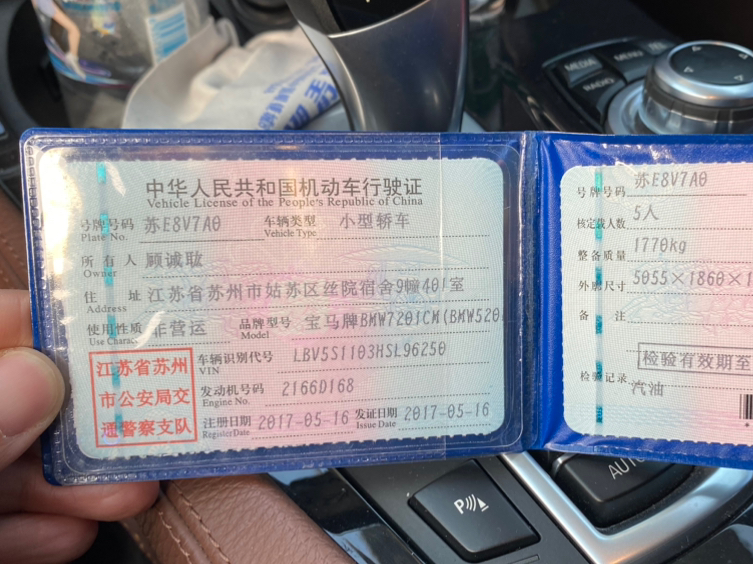 中华人民共和国机动车行驶证
Vehicle License of the People's Republic of China
号牌号码 苏E8V7A0 车辆类型 小型轿车
Plate No. Vehicle Type
所有人 顾诚耿
Owner
住址 江苏省苏州市姑苏区丝院宿舍9幢401室
Address
使用性质 非营运 品牌型号 宝马牌BMW7201CM(BMW520
Use Charac Model
江苏省苏州
市公安局交
通警察支队
车辆识别代号 LBV5S1103HSL96250
VIN
发动机号码 2166D168
Engine No.
注册日期 2017-05-16 发证日期 2017-05-16
Register Date Issue Date
号牌号码 苏E8V7A0
核定载人数 5人
整备质量 1770kg
外廓尺寸 5055×1860×1
备注
检验有效期至
检验记录
汽油
MEDIA
MENU
RADIO
AUTO
P